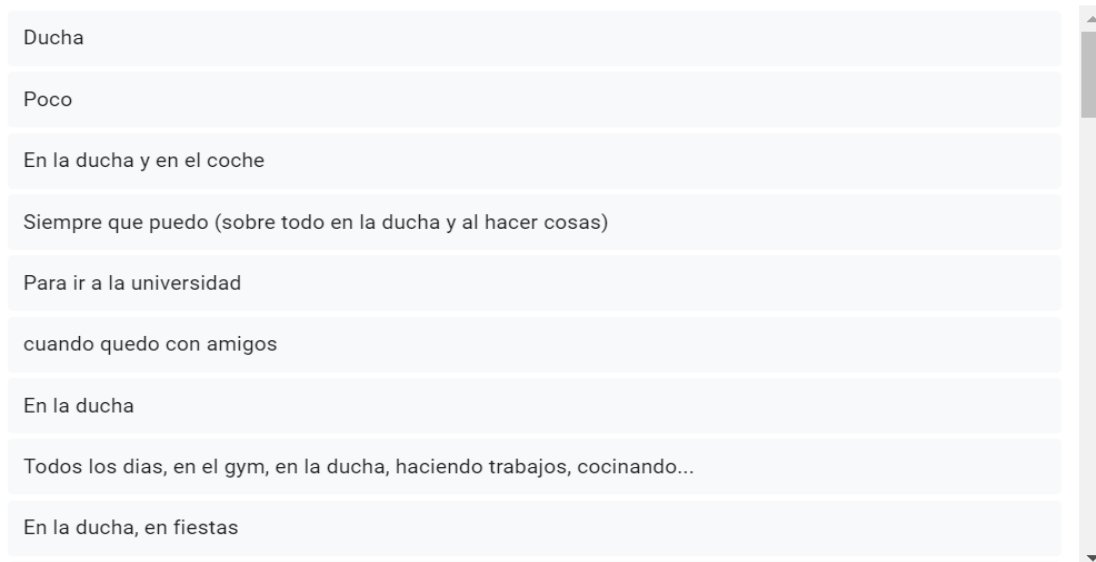 Ducha
Poco
En la ducha y en el coche
Siempre que puedo (sobre todo en la ducha y al hacer cosas)
Para ir a la universidad
cuando quedo con amigos
En la ducha
Todos los dias, en el gym, en la ducha, haciendo trabajos, cocinando...
En la ducha, en fiestas